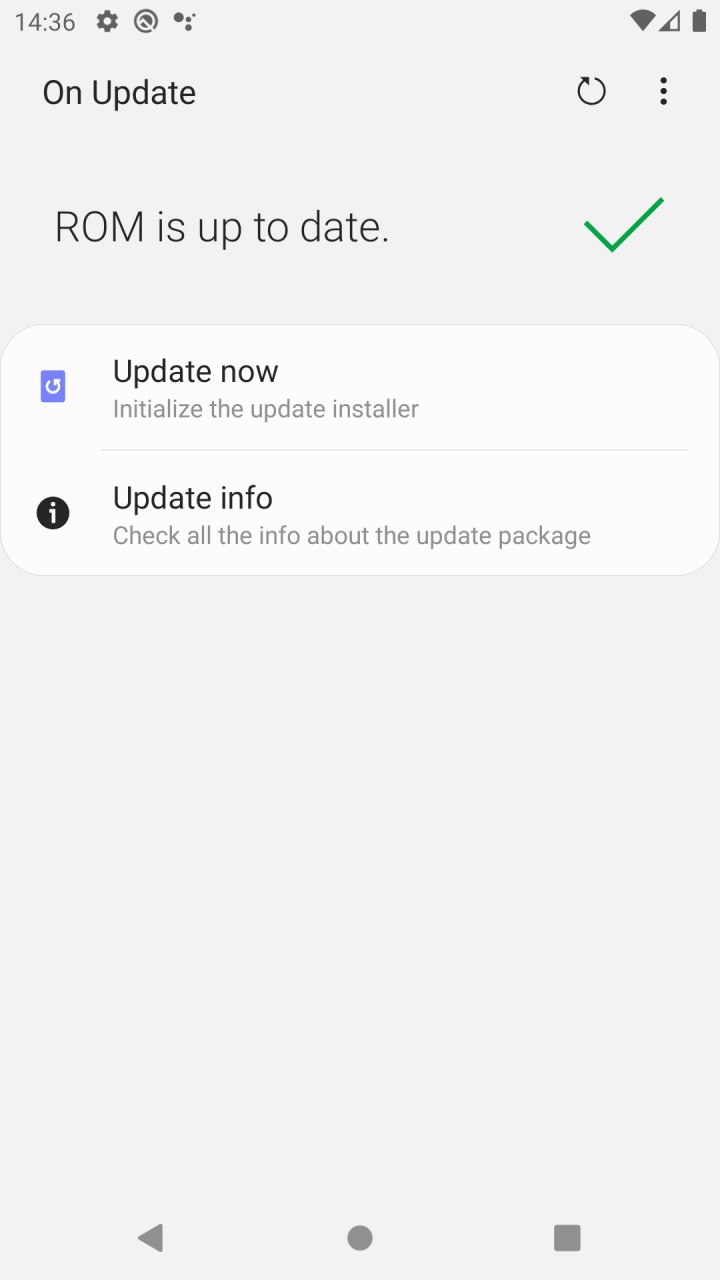 14:36
On Update
ROM is up to date.
Update now
Initialize the update installer
Update info
Check all the info about the update package